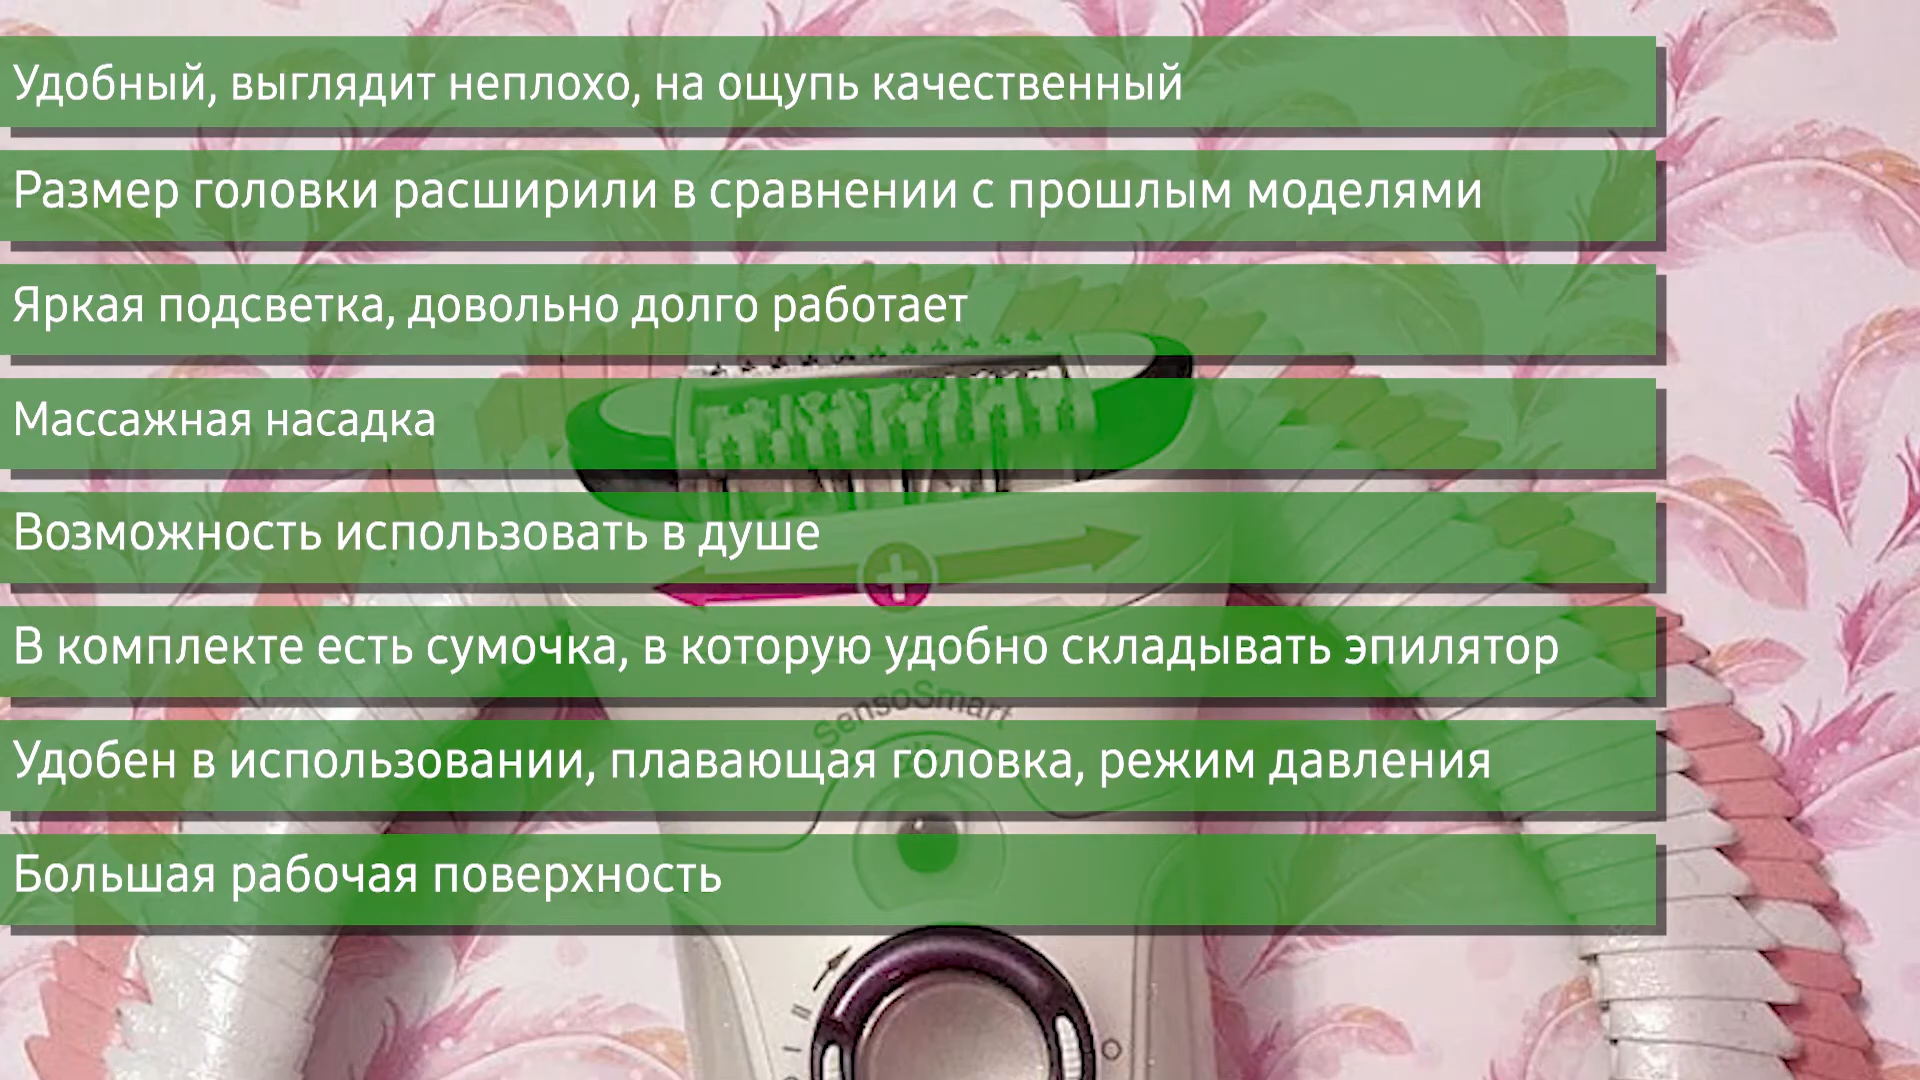 Удобный, выглядит неплохо, на ощупь качественный
Размер головки расширили в сравнении с прошлым моделями
Яркая подсветка, довольно долго работает
Массажная насадка
Возможность использовать в душе
В комплекте есть сумочка, в которую удобно складывать эпилятор
SensoSmart
Удобен в использовании, плавающая головка, режим давления
Большая рабочая поверхность
II
I
O